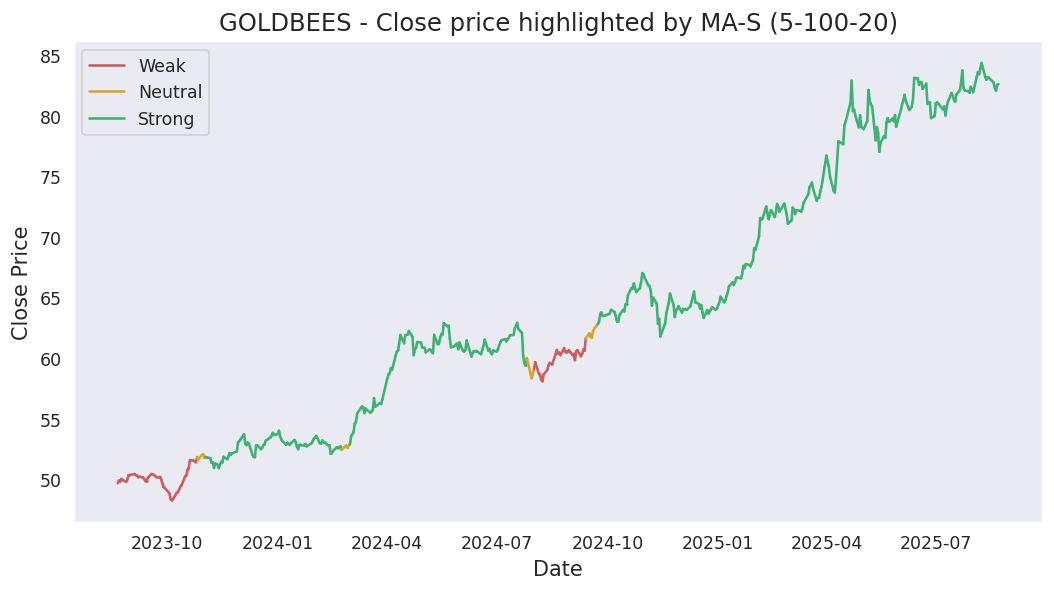 GOLDBEES - Close price highlighted by MA-S (5-100-20)
Weak
Neutral
Strong
Close Price
85
80
75
70
65
60
55
50
2023-10 2024-01 2024-04 2024-07 2024-10 2025-01 2025-04 2025-07
Date